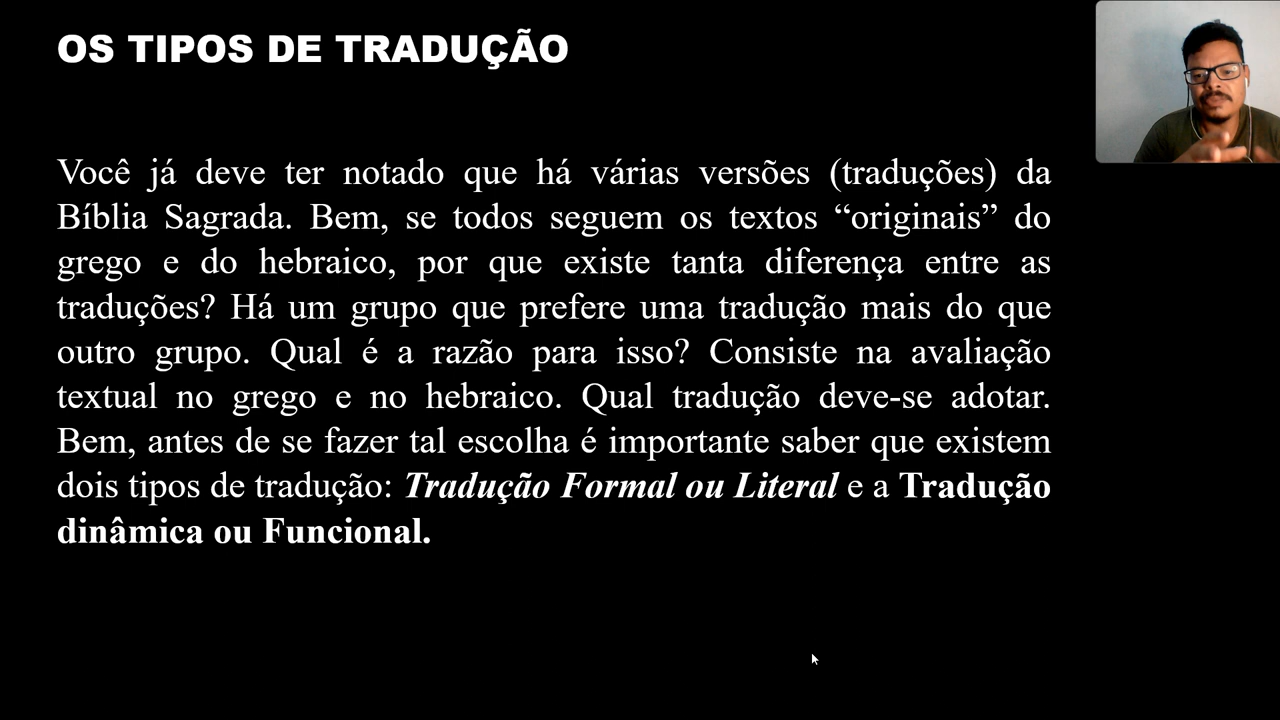 OS TIPOS DE TRADUÇÃO
Você já deve ter notado que há várias versões (traduções) da
Bíblia Sagrada. Bem, se todos seguem os textos “originais” do
grego e do hebraico, por que existe tanta diferença entre as
traduções? Há um grupo que prefere uma tradução mais do que
outro grupo. Qual é a razão para isso? Consiste na avaliação
textual no grego e no hebraico. Qual tradução deve-se adotar.
Bem, antes de se fazer tal escolha é importante saber que existem
dois tipos de tradução: Tradução Formal ou Literal e a Tradução
dinâmica ou Funcional.